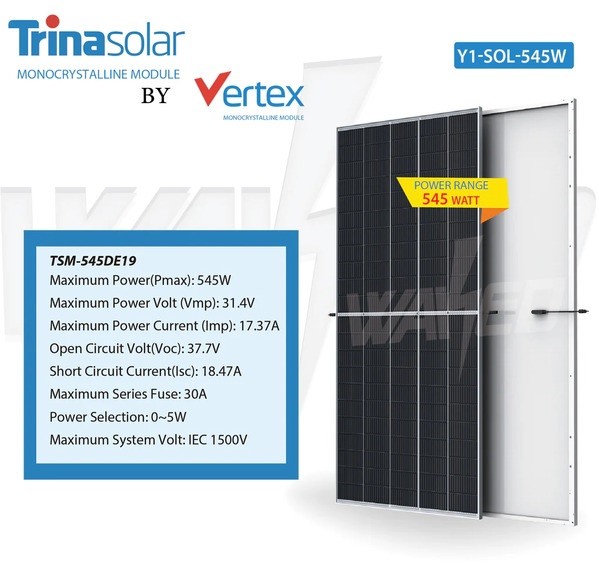 Trinasolar
MONOCRYSTALLINE MODULE
BY Vertex
MONOCRYSTALLINE MODULE
Y1-SOL-545W
POWER RANGE
545 WATT
TSM-545DE19
Maximum Power(Pmax): 545W
Maximum Power Volt (Vmp): 31.4V
Maximum Power Current (Imp): 17.37A
Open Circuit Volt(Voc): 37.7V
Short Circuit Current(Isc): 18.47A
Maximum Series Fuse: 30A
Power Selection: 0~5W
Maximum System Volt: IEC 1500V